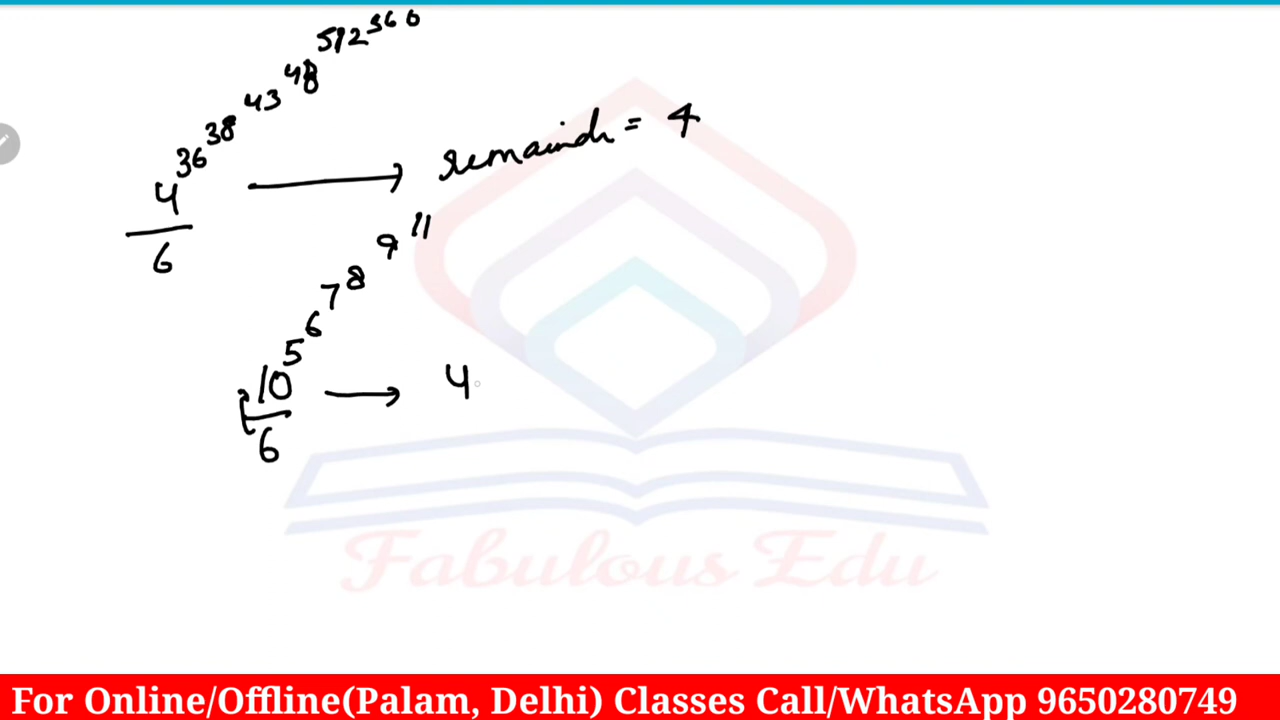 4^36^38^43^48^512^360
6
→ remainder = 4
10^5^6^7^8^9^11
6
→ 4
Fabulous Edu
For Online/Offline(Palam, Delhi) Classes Call/WhatsApp 9650280749